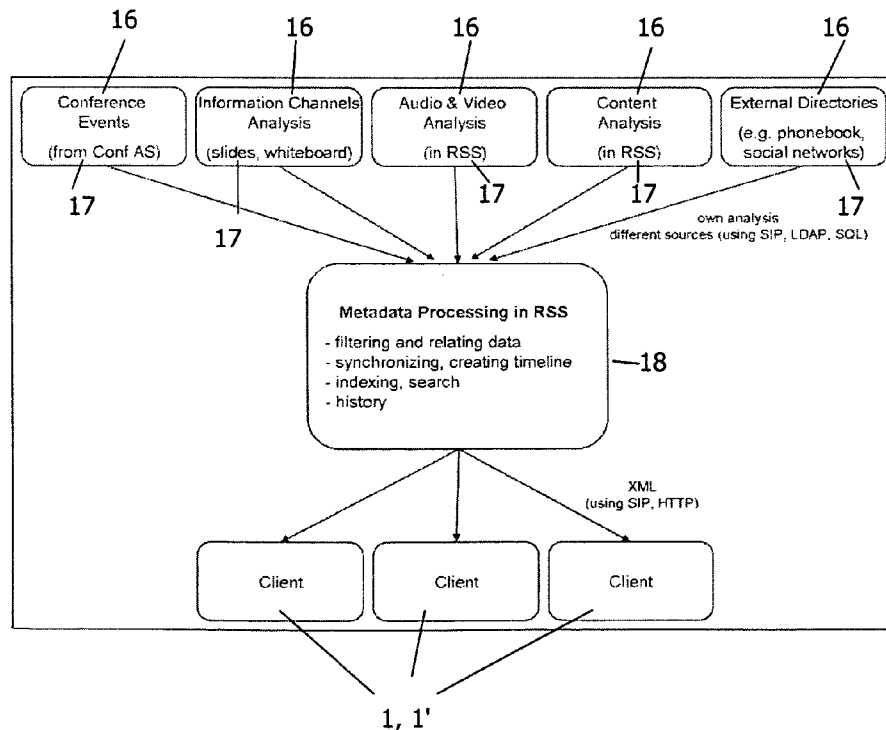 16 16 16 16 16
Conference
Events
(from Conf AS)
Information Channels
Analysis
(slides, whiteboard)
Audio & Video
Analysis
(in RSS)
Content
Analysis
(in RSS)
External Directories
(e.g. phonebook,
social networks)
17 17 17 17 17
own analysis
different sources (using SIP, LDAP, SQL)
Metadata Processing in RSS
- filtering and relating data
- synchronizing, creating timeline
- indexing, search
- history
18
XML
(using SIP, HTTP)
Client Client Client
1, 1'